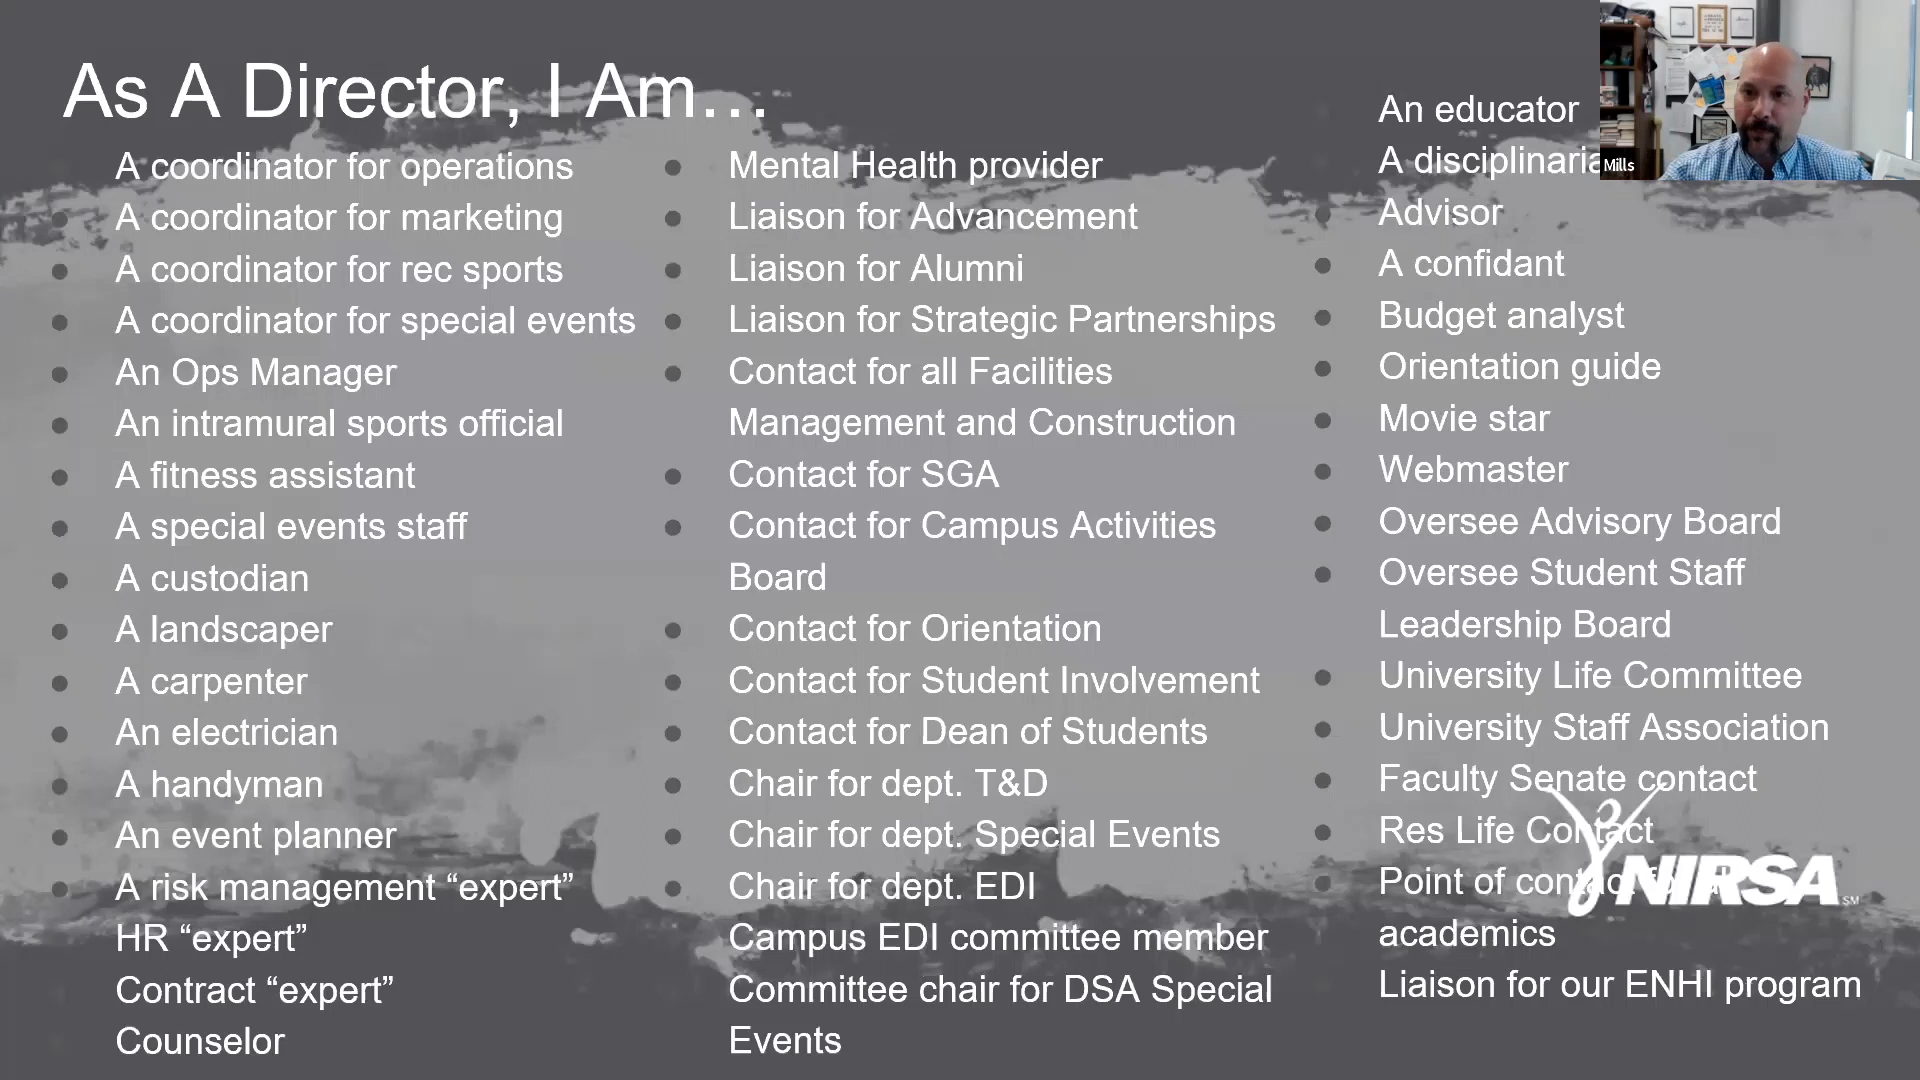 As A Director, I Am...
A coordinator for operations
A coordinator for marketing
A coordinator for rec sports
A coordinator for special events
An Ops Manager
An intramural sports official
A fitness assistant
A special events staff
A custodian
A landscaper
A carpenter
An electrician
A handyman
An event planner
A risk management “expert”
HR “expert”
Contract “expert”
Counselor
Mental Health provider
Liaison for Advancement
Liaison for Alumni
Liaison for Strategic Partnerships
Contact for all Facilities
Management and Construction
Contact for SGA
Contact for Campus Activities
Board
Contact for Orientation
Contact for Student Involvement
Contact for Dean of Students
Chair for dept. T&D
Chair for dept. Special Events
Chair for dept. EDI
Campus EDI committee member
Committee chair for DSA Special
Events
An educator
A
Advisor
A confidant
Budget analyst
Orientation guide
Movie star
Webmaster
Oversee Advisory Board
Oversee Student Staff
Leadership Board
University Life Committee
University Staff Association
Faculty Senate contact
Res Life Contact
Point of contact
academics
Liaison for our ENHI program
Mills
NIRSA SM